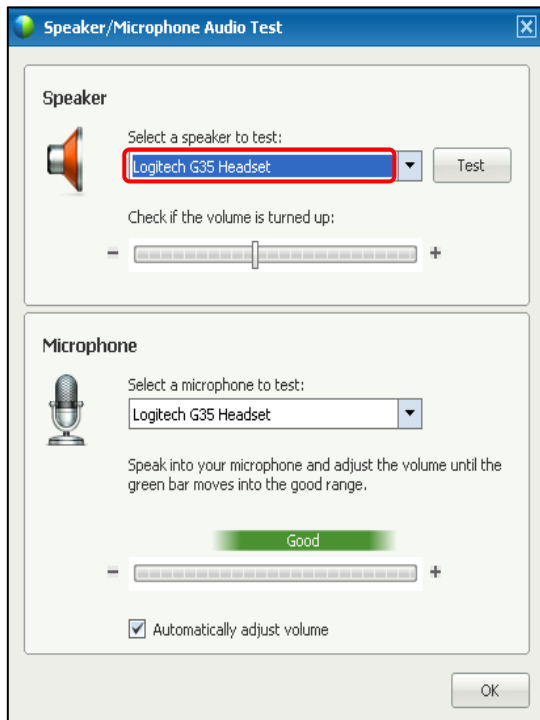 Speaker/Microphone Audio Test
Speaker
Select a speaker to test:
Logitech G35 Headset
Test
Check if the volume is turned up:
- +
Microphone
Select a microphone to test:
Logitech G35 Headset
Speak into your microphone and adjust the volume until the
green bar moves into the good range.
Good
- +
Automatically adjust volume
OK